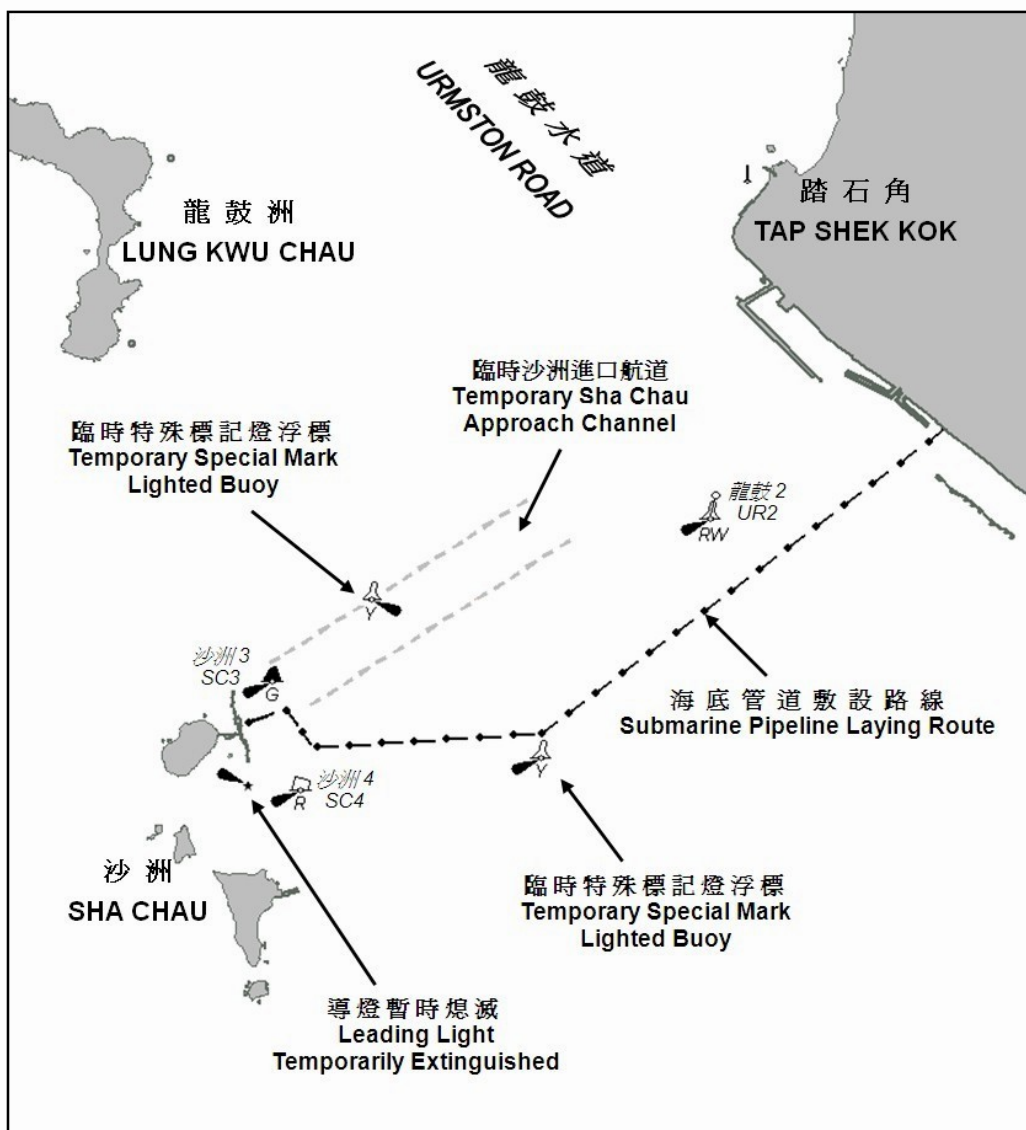 龍鼓水道
URMSTON ROAD
龍鼓洲
LUNG KWU CHAU
踏石角
TAP SHEK KOK
臨時沙洲進口航道
Temporary Sha Chau
Approach Channel
臨時特殊標記燈浮標
Temporary Special Mark
Lighted Buoy
龍鼓 2
UR2
RW
Y
沙洲 3
SC3
G
海底管道敷設路線
Submarine Pipeline Laying Route
Y
沙洲 4
SC4
R
沙洲
SHA CHAU
臨時特殊標記燈浮標
Temporary Special Mark
Lighted Buoy
導燈暫時熄滅
Leading Light
Temporarily Extinguished